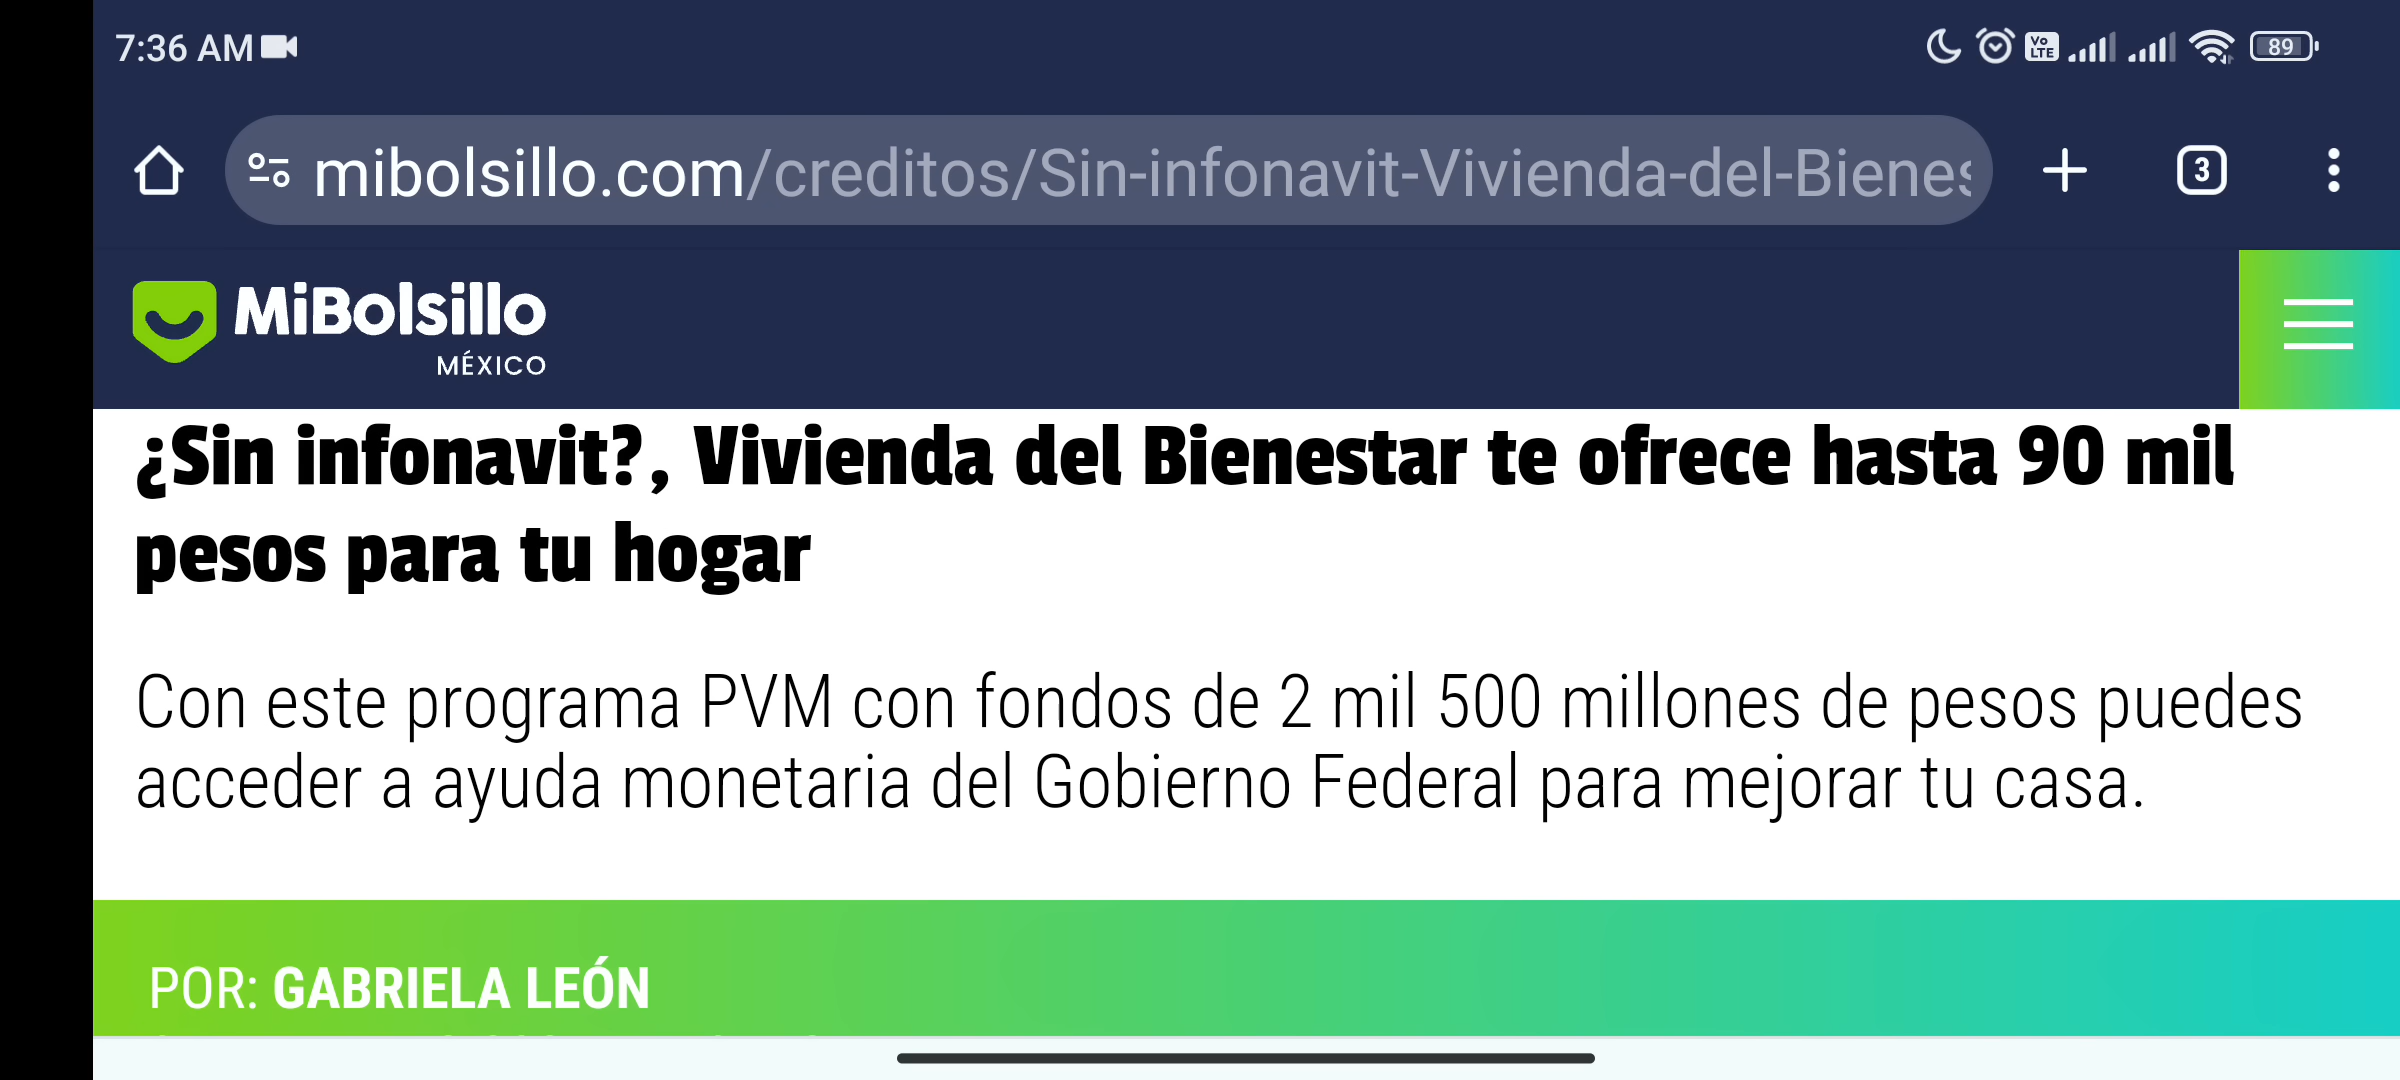 7:36 AM
Vo LTE
89
mibolsillo.com/creditos/Sin-infonavit-Vivienda-del-Bienes
3
MiBolsillo
MÉXICO
¿Sin infonavit?, Vivienda del Bienestar te ofrece hasta 90 mil
pesos para tu hogar
Con este programa PVM con fondos de 2 mil 500 millones de pesos puedes
acceder a ayuda monetaria del Gobierno Federal para mejorar tu casa.
POR: GABRIELA LEÓN